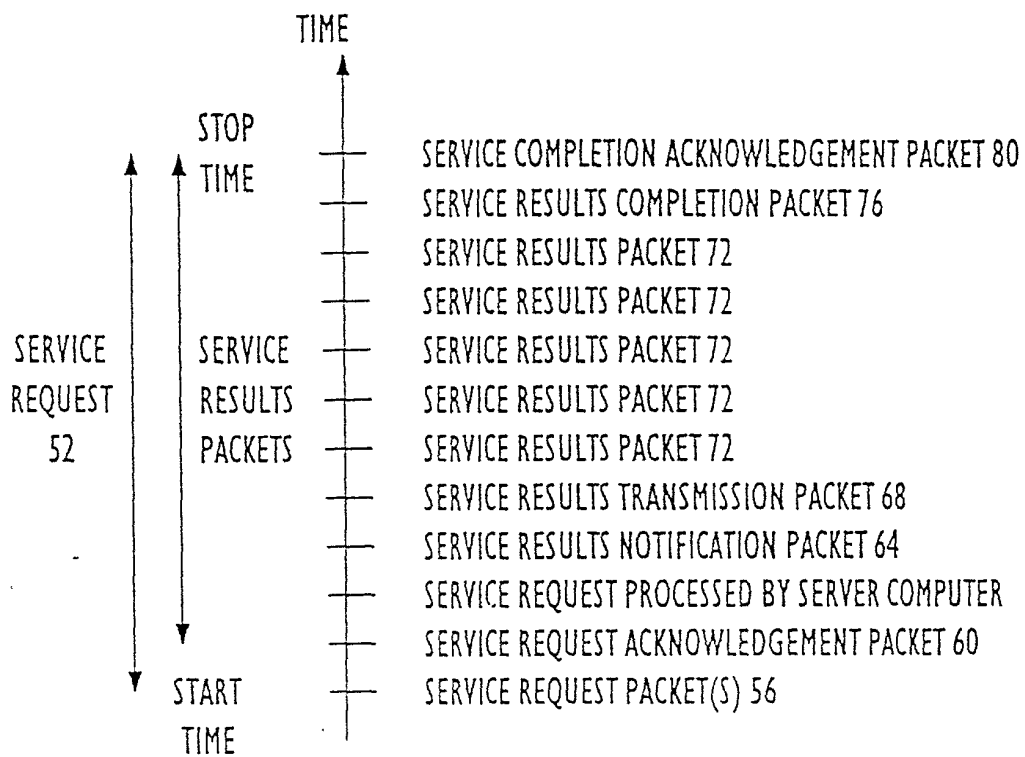 TIME
STOP
TIME
SERVICE COMPLETION ACKNOWLEDGEMENT PACKET 80
SERVICE RESULTS COMPLETION PACKET 76
SERVICE RESULTS PACKET 72
SERVICE RESULTS PACKET 72
SERVICE RESULTS PACKET 72
SERVICE RESULTS PACKET 72
SERVICE RESULTS PACKET 72
SERVICE RESULTS TRANSMISSION PACKET 68
SERVICE RESULTS NOTIFICATION PACKET 64
SERVICE REQUEST PROCESSED BY SERVER COMPUTER
SERVICE REQUEST ACKNOWLEDGEMENT PACKET 60
SERVICE REQUEST PACKET(S) 56
SERVICE
REQUEST
52
SERVICE
RESULTS
PACKETS
START
TIME